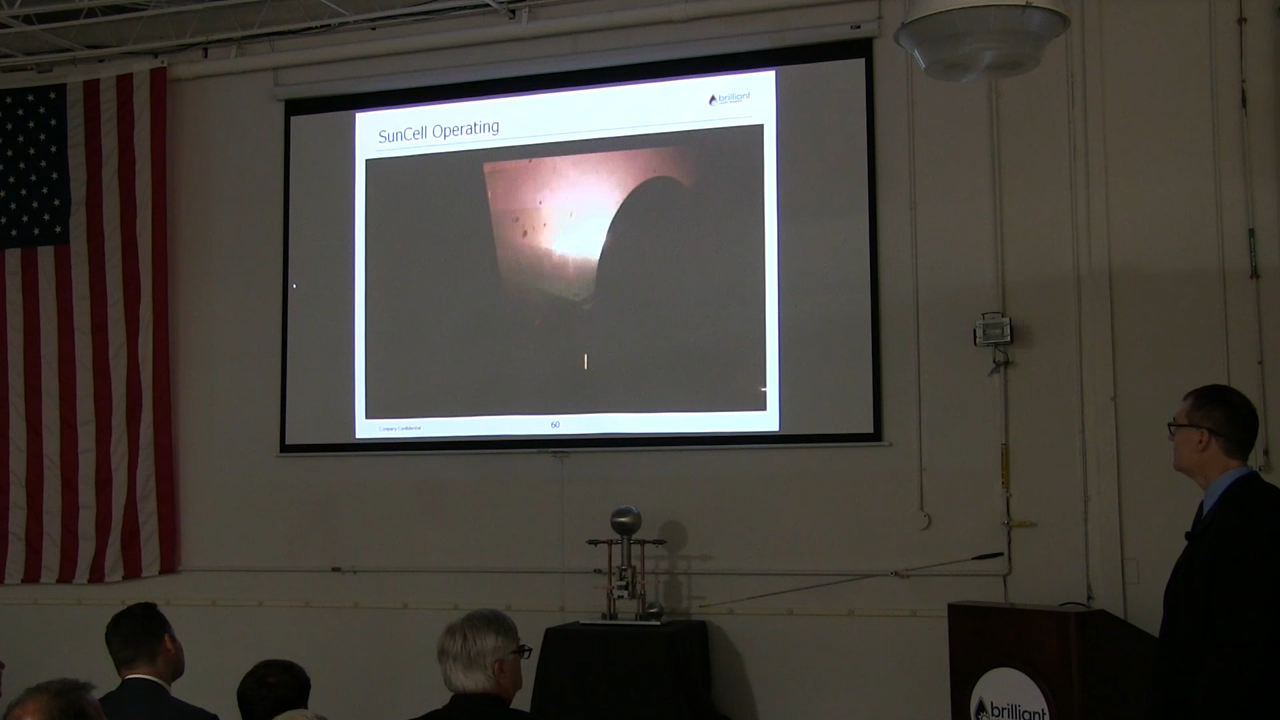 brilliant
SunCell Operating
Company Confidential
60
brilliant